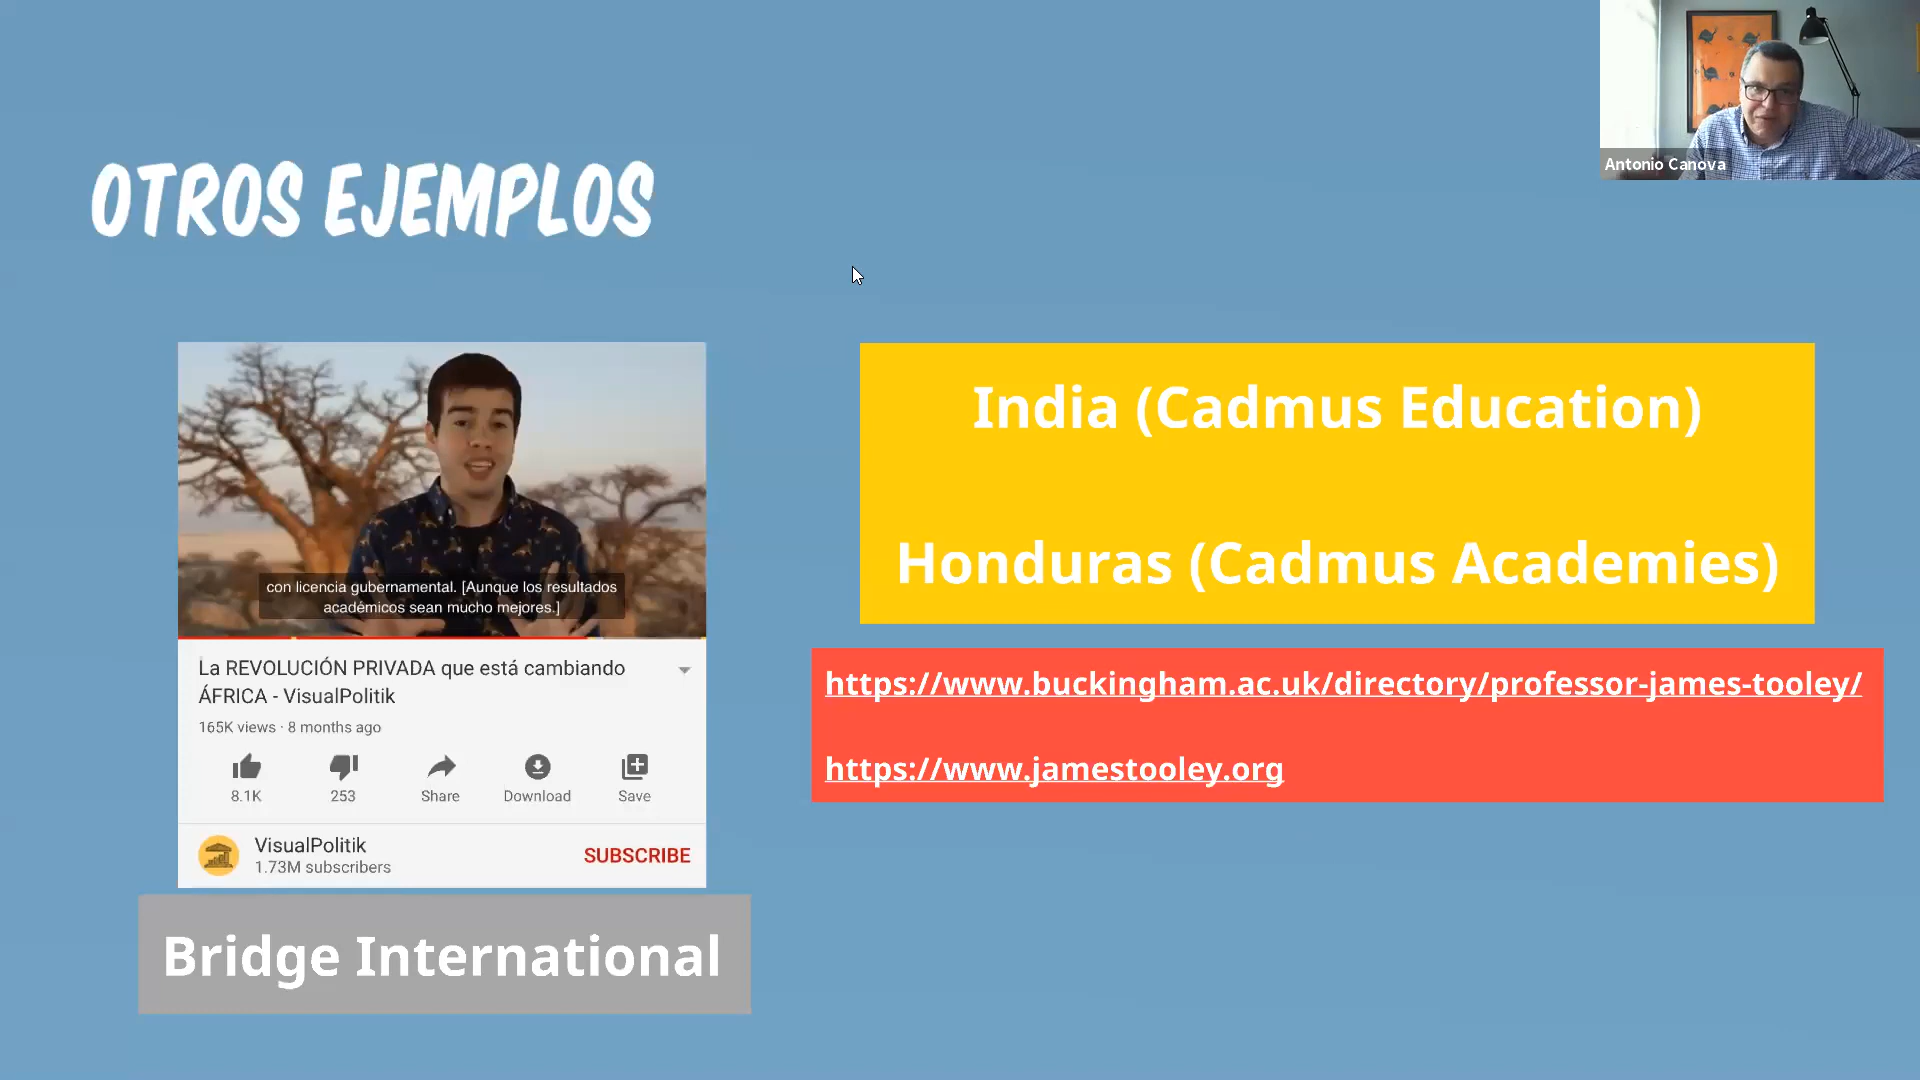 Antonio Canova
OTROS EJEMPLOS
con licencia gubernamental. [Aunque los resultados
académicos sean mucho mejores.]
La REVOLUCIÓN PRIVADA que está cambiando
ÁFRICA - VisualPolitik
165K views · 8 months ago
8.1K
253
Share
Download
Save
VisualPolitik
1.73M subscribers
SUBSCRIBE
Bridge International
India (Cadmus Education)
Honduras (Cadmus Academies)
https://www.buckingham.ac.uk/directory/professor-james-tooley/
https://www.jamestooley.org